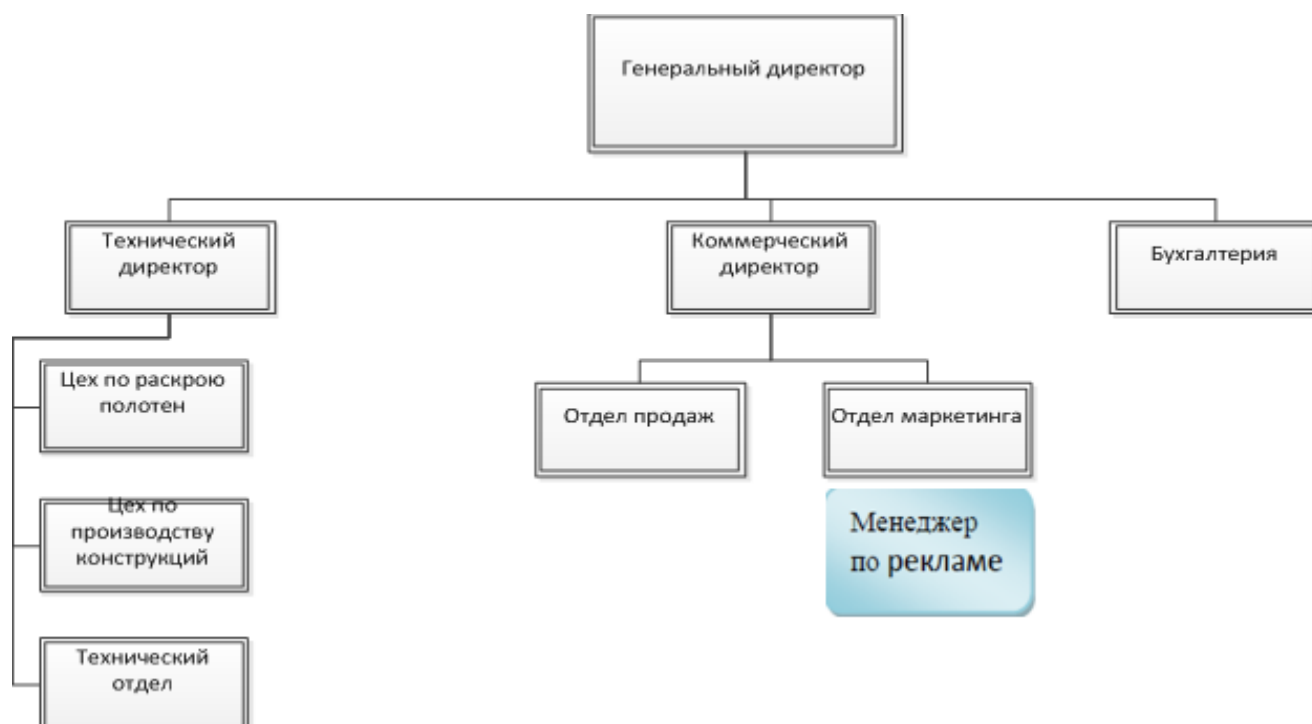 Генеральный директор
Технический
директор
Коммерческий
директор
Бухгалтерия
Цех по раскрою
полотен
Отдел продаж
Отдел маркетинга
Цех по
производству
конструкций
Менеджер
по рекламе
Технический
отдел